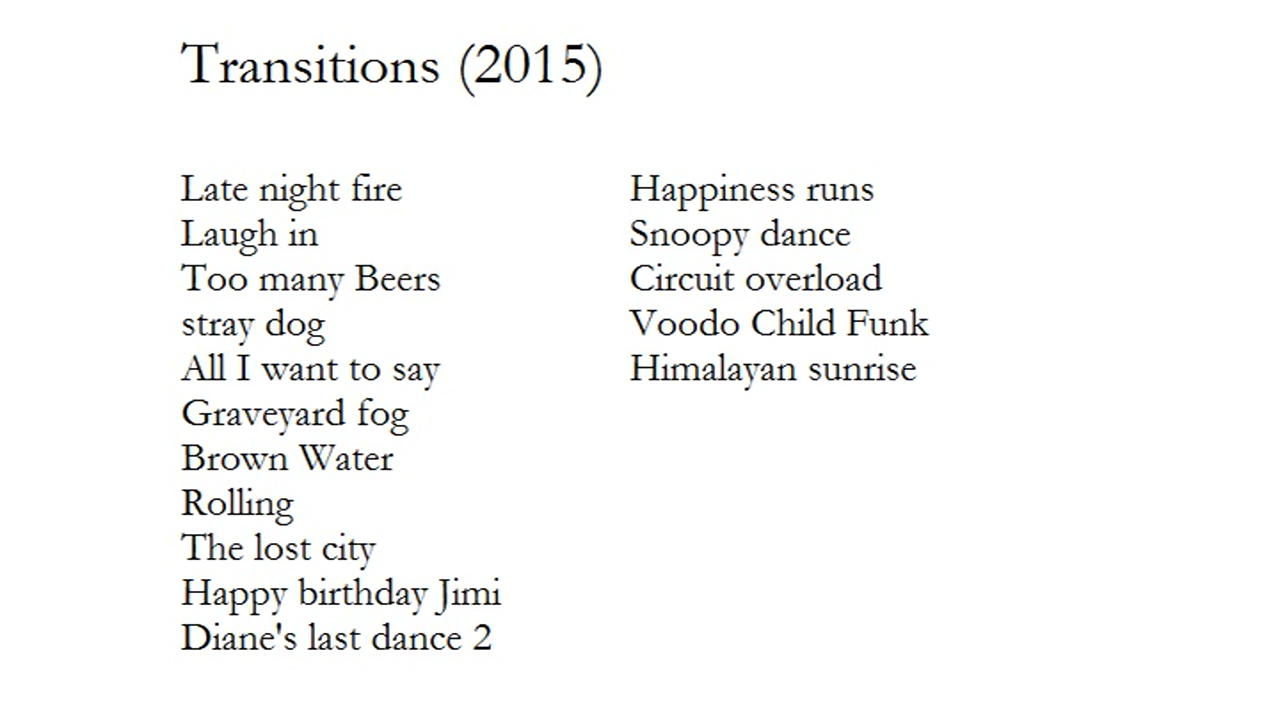 Transitions (2015)
Late night fire
Laugh in
Too many Beers
stray dog
All I want to say
Graveyard fog
Brown Water
Rolling
The lost city
Happy birthday Jimi
Diane's last dance 2
Happiness runs
Snoopy dance
Circuit overload
Voodo Child Funk
Himalayan sunrise